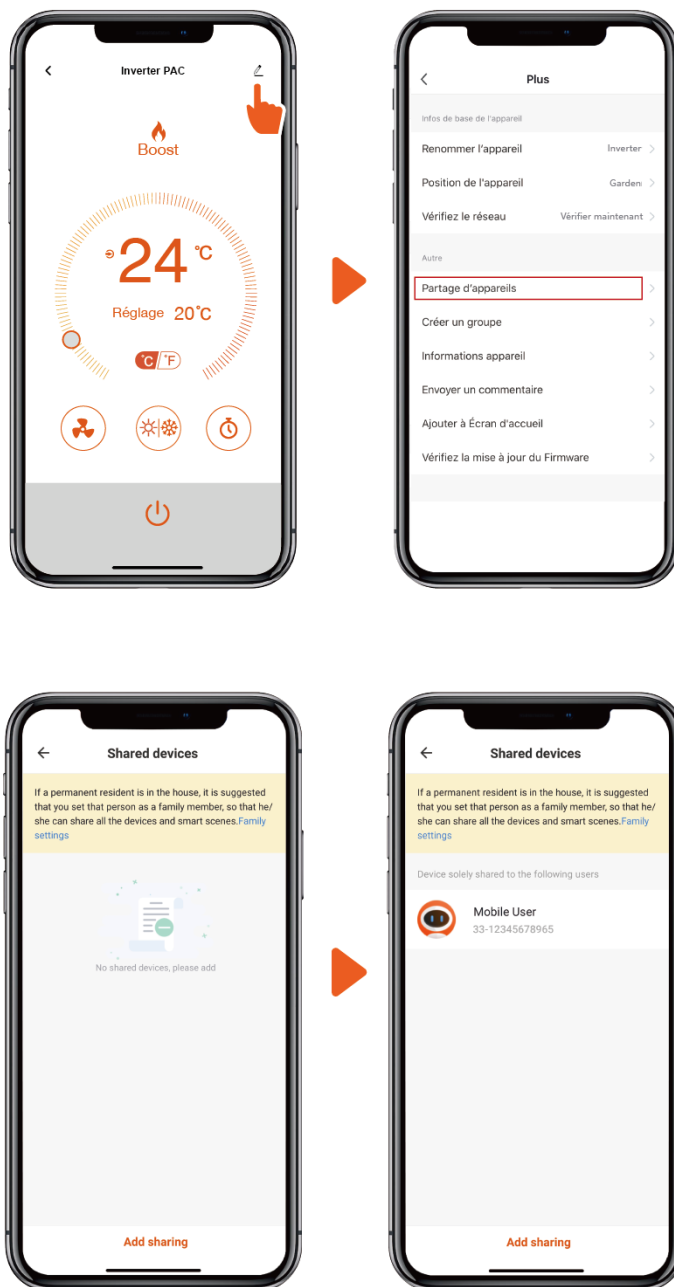 Inverter PAC
Boost
24 °C
Réglage 20°C
°C °F
Plus
Infos de base de l'appareil
Renommer l'appareil Inverter
Position de l'appareil Garden
Vérifiez le réseau Vérifier maintenant
Autre
Partage d'appareils
Créer un groupe
Informations appareil
Envoyer un commentaire
Ajouter à Écran d'accueil
Vérifiez la mise à jour du Firmware
Shared devices
If a permanent resident is in the house, it is suggested
that you set that person as a family member, so that he/
she can share all the devices and smart scenes.Family
settings
No shared devices, please add
Add sharing
Shared devices
If a permanent resident is in the house, it is suggested
that you set that person as a family member, so that he/
she can share all the devices and smart scenes.Family
settings
Device solely shared to the following users
Mobile User
33-12345678965
Add sharing